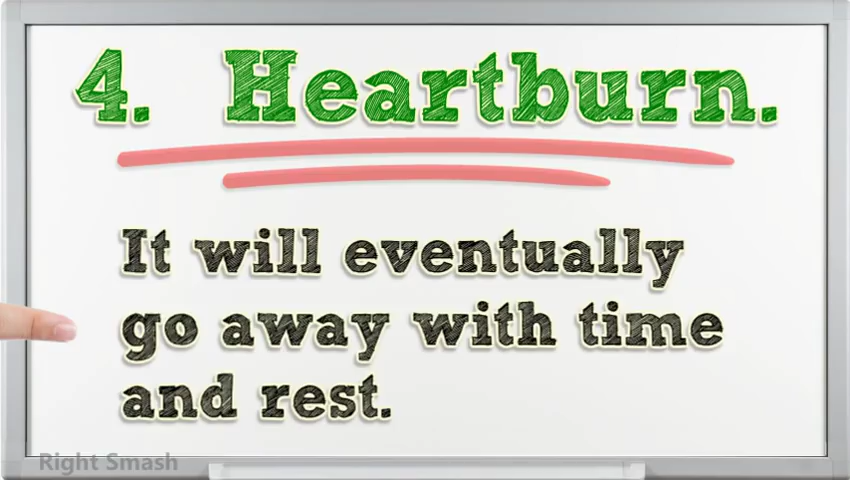 4. Heartburn.
It will eventually
go away with time
and rest.
Right Smash